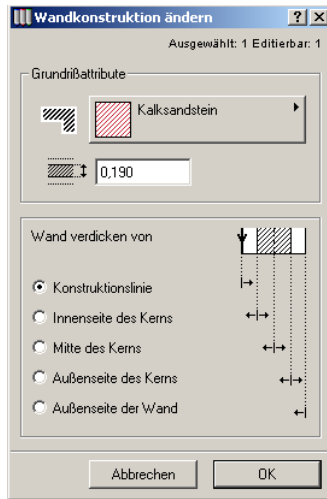 Wandkonstruktion ändern
Ausgewählt: 1 Editierbar: 1
Grundrißattribute
Kalksandstein
0,190
Wand verdicken von
Konstruktionslinie
Innenseite des Kerns
Mitte des Kerns
Außenseite des Kerns
Außenseite der Wand
Abbrechen OK